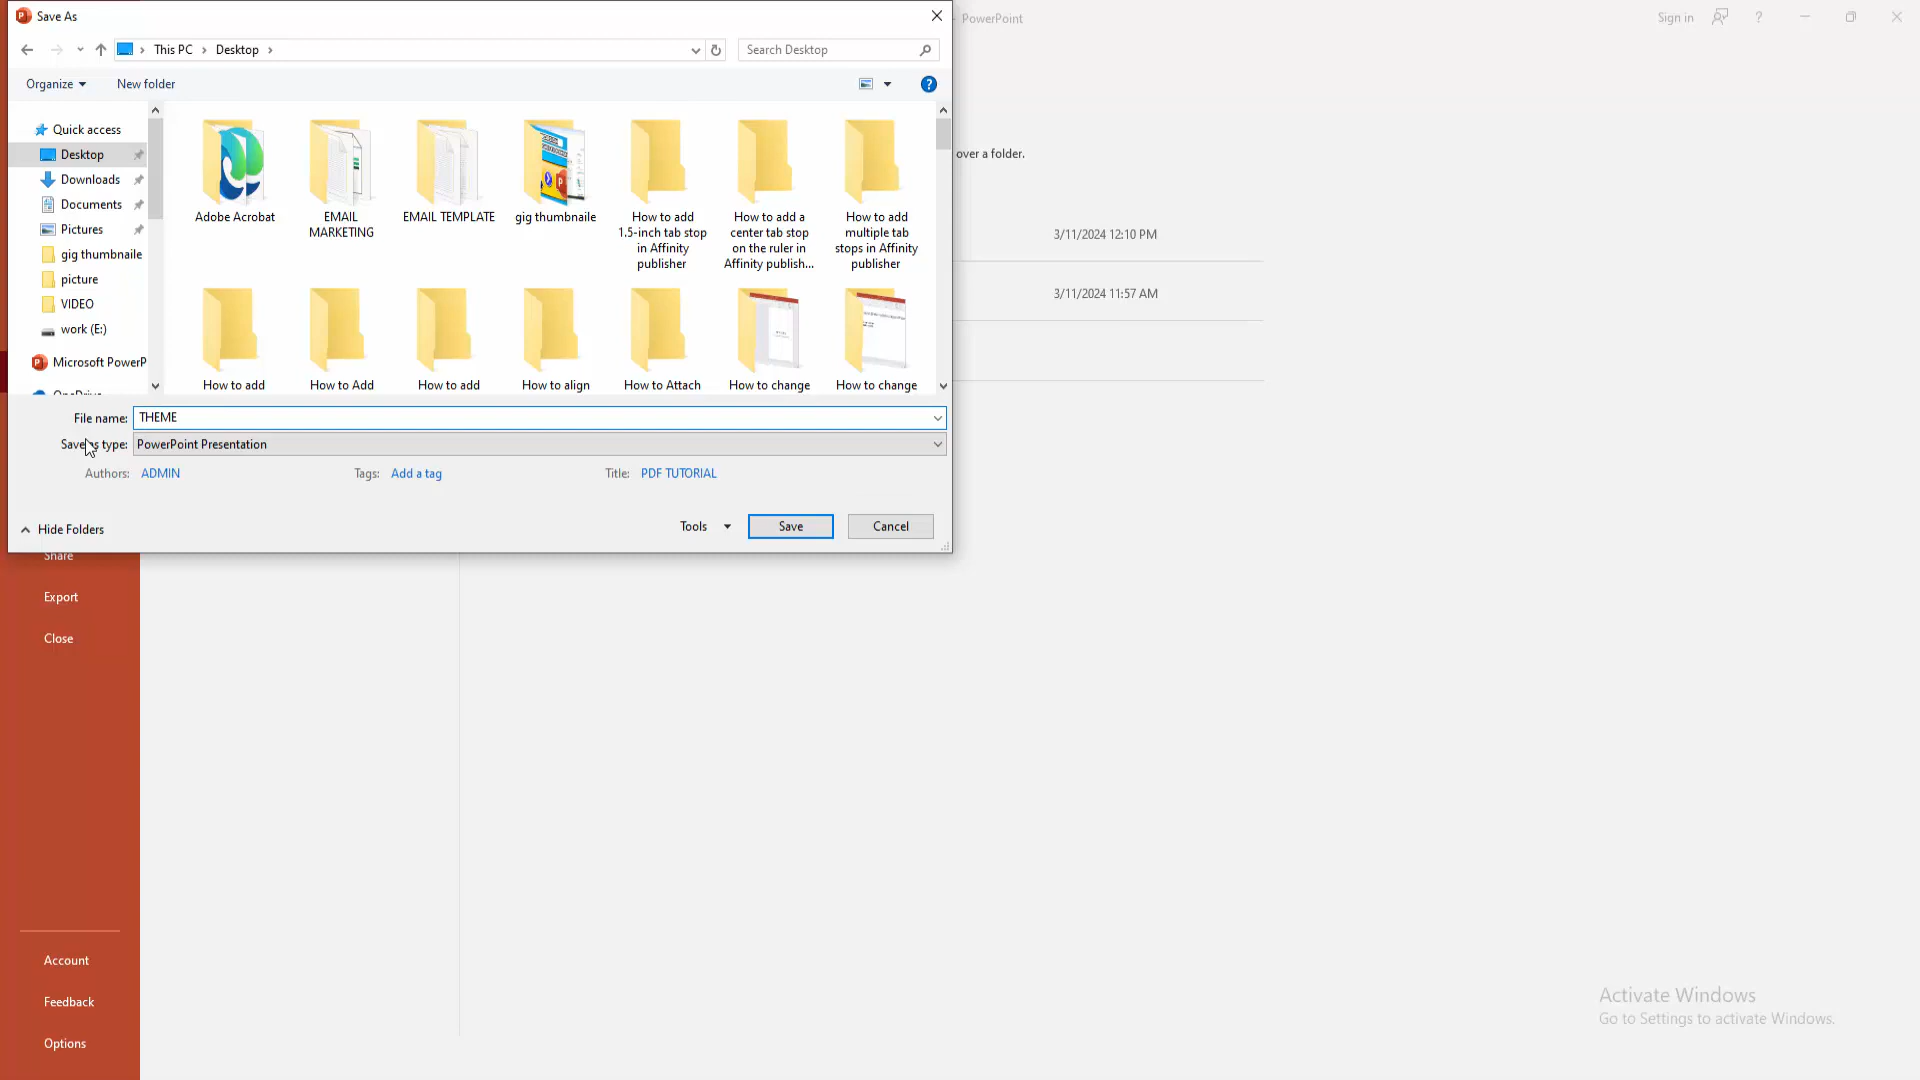 Save As
PowerPoint
Sign in
?
This PC > Desktop >
Search Desktop
Organize
New folder
?
Quick access
Desktop
Downloads
Documents
Pictures
gig thumbnaile
picture
VIDEO
work (E:)
Microsoft PowerP
Adobe Acrobat
EMAIL
MARKETING
EMAIL TEMPLATE
gig thumbnaile
How to add
1.5-inch tab stop
in Affinity
publisher
How to add a
center tab stop
on the ruler in
Affinity publish...
How to add
multiple tab
stops in Affinity
publisher
How to add
How to Add
How to add
How to align
How to Attach
How to change
How to change
over a folder.
3/11/2024 12:10 PM
3/11/2024 11:57 AM
File name: THEME
Save as type: PowerPoint Presentation
Authors: ADMIN
Tags: Add a tag
Title: PDF TUTORIAL
Hide Folders
Tools
Save
Cancel
Share
Export
Close
Account
Feedback
Options
Activate Windows
Go to Settings to activate Windows.